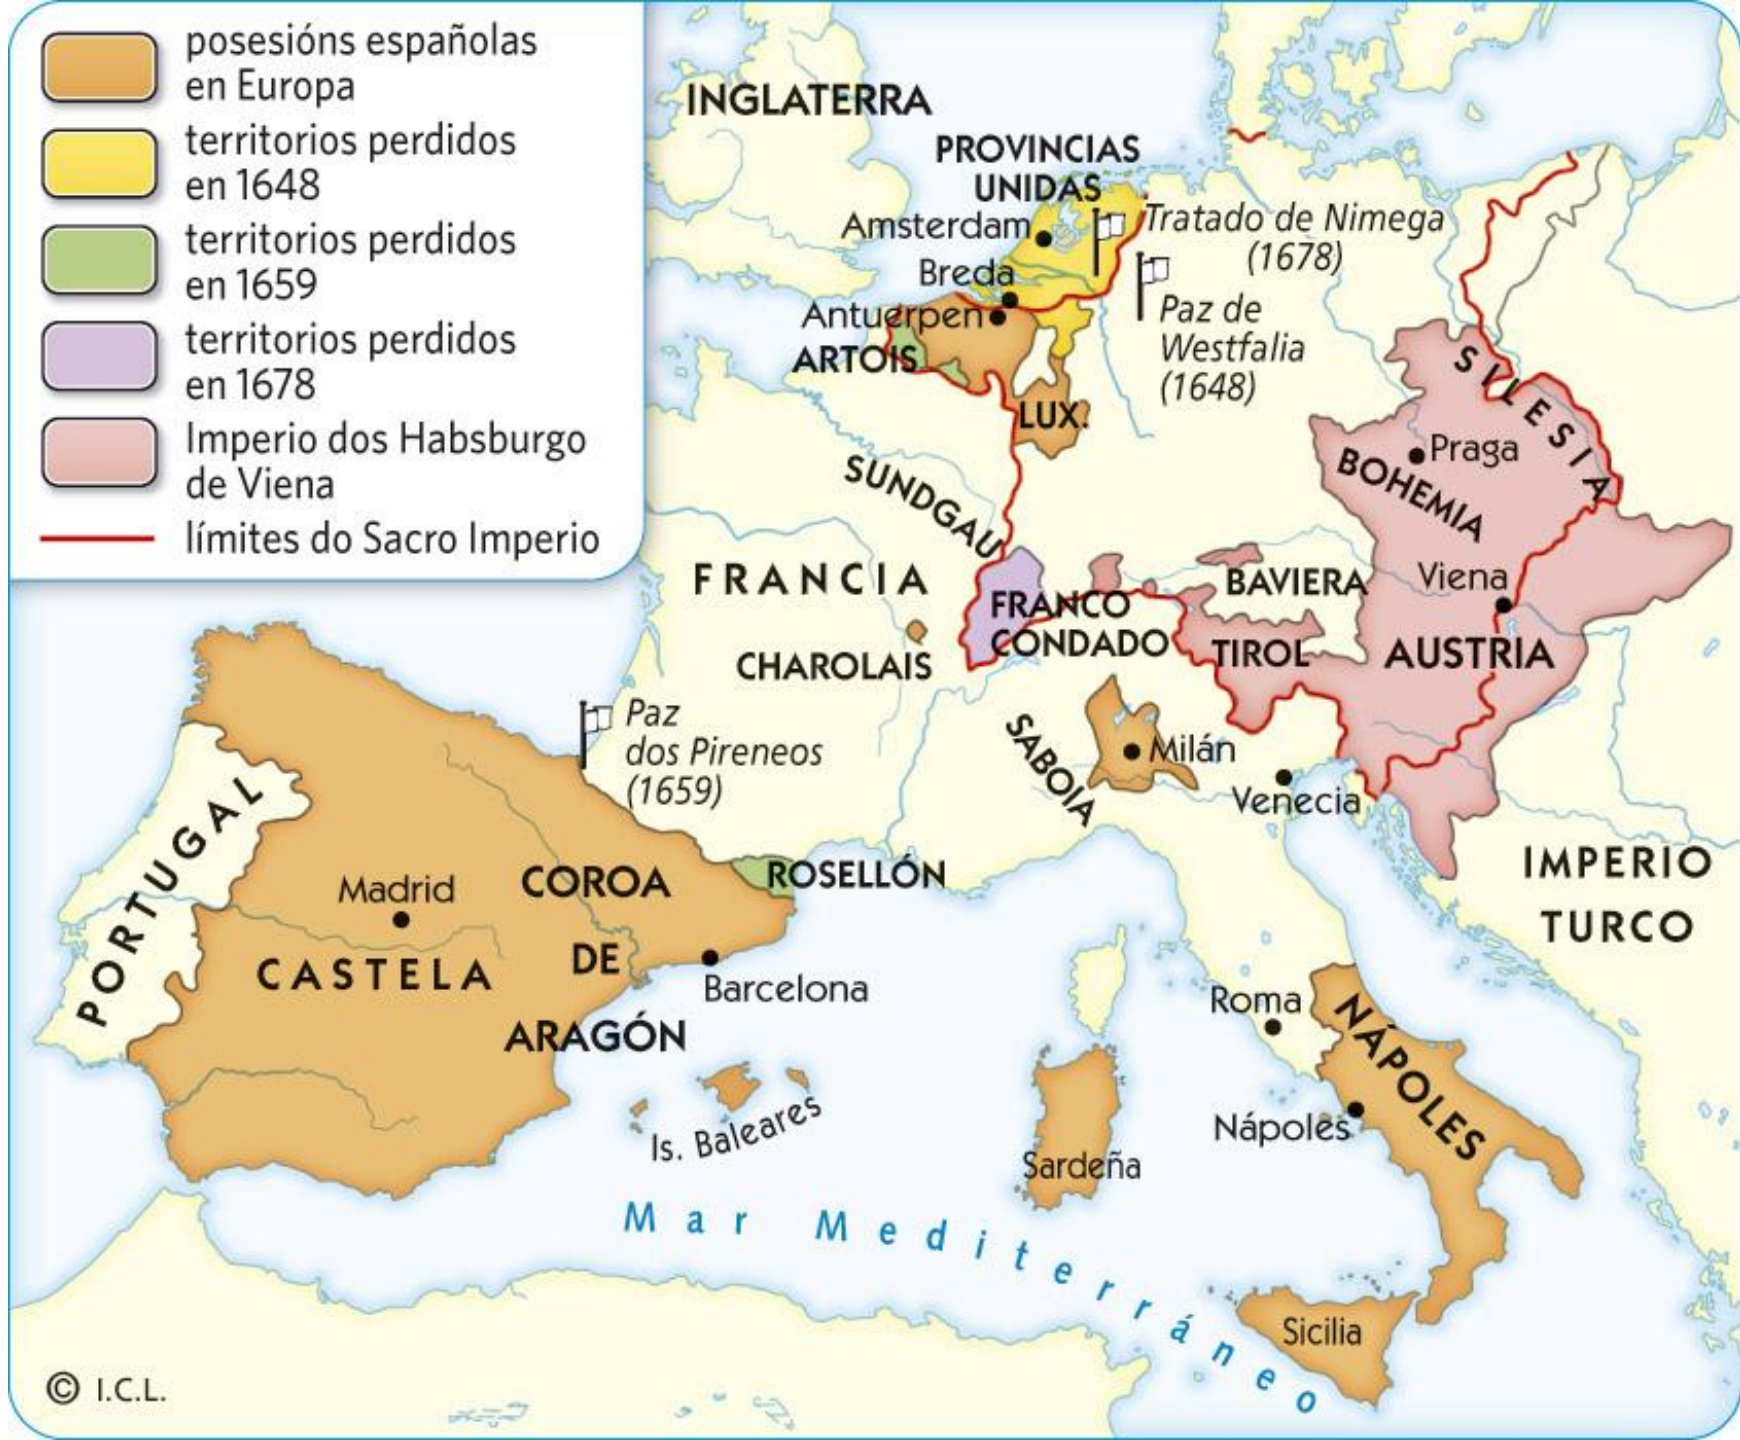 posesións españolas
en Europa
territorios perdidos
en 1648
territorios perdidos
en 1659
territorios perdidos
en 1678
Imperio dos Habsburgo
de Viena
límites do Sacro Imperio
INGLATERRA
PROVINCIAS
UNIDAS
Amsterdam
Tratado de Nimega
(1678)
Breda
Antuerpen
Paz de
Westfalia
(1648)
ARTOIS
LUX.
SILESIA
Praga
BOHEMIA
SUNDGAU
FRANCIA
FRANCO
CONDADO
BAVIERA
Viena
CHAROLAIS
TIROL
AUSTRIA
Paz
dos Pireneos
(1659)
SABOIA
Milán
Venecia
PORTUGAL
IMPERIO
TURCO
ROSELLÓN
Madrid
COROA
DE
ARAGÓN
CASTELA
Barcelona
Roma
NÁPOLES
Nápoles
Is. Baleares
Sardeña
Mar Mediterráneo
Sicilia
© I.C.L.